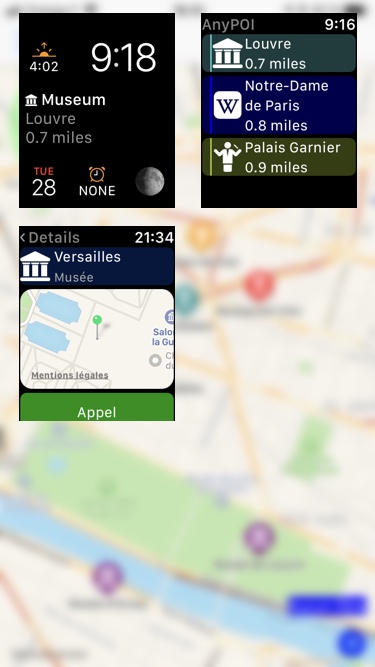 4:02
9:18
Museum
Louvre
0.7 miles
TUE
28
NONE
AnyPOI
9:16
Louvre
0.7 miles
W
Notre-Dame
de Paris
0.8 miles
Palais Garnier
0.9 miles
Details
21:34
Versailles
Musée
Salo
la Gu
Mentions légales
Appel